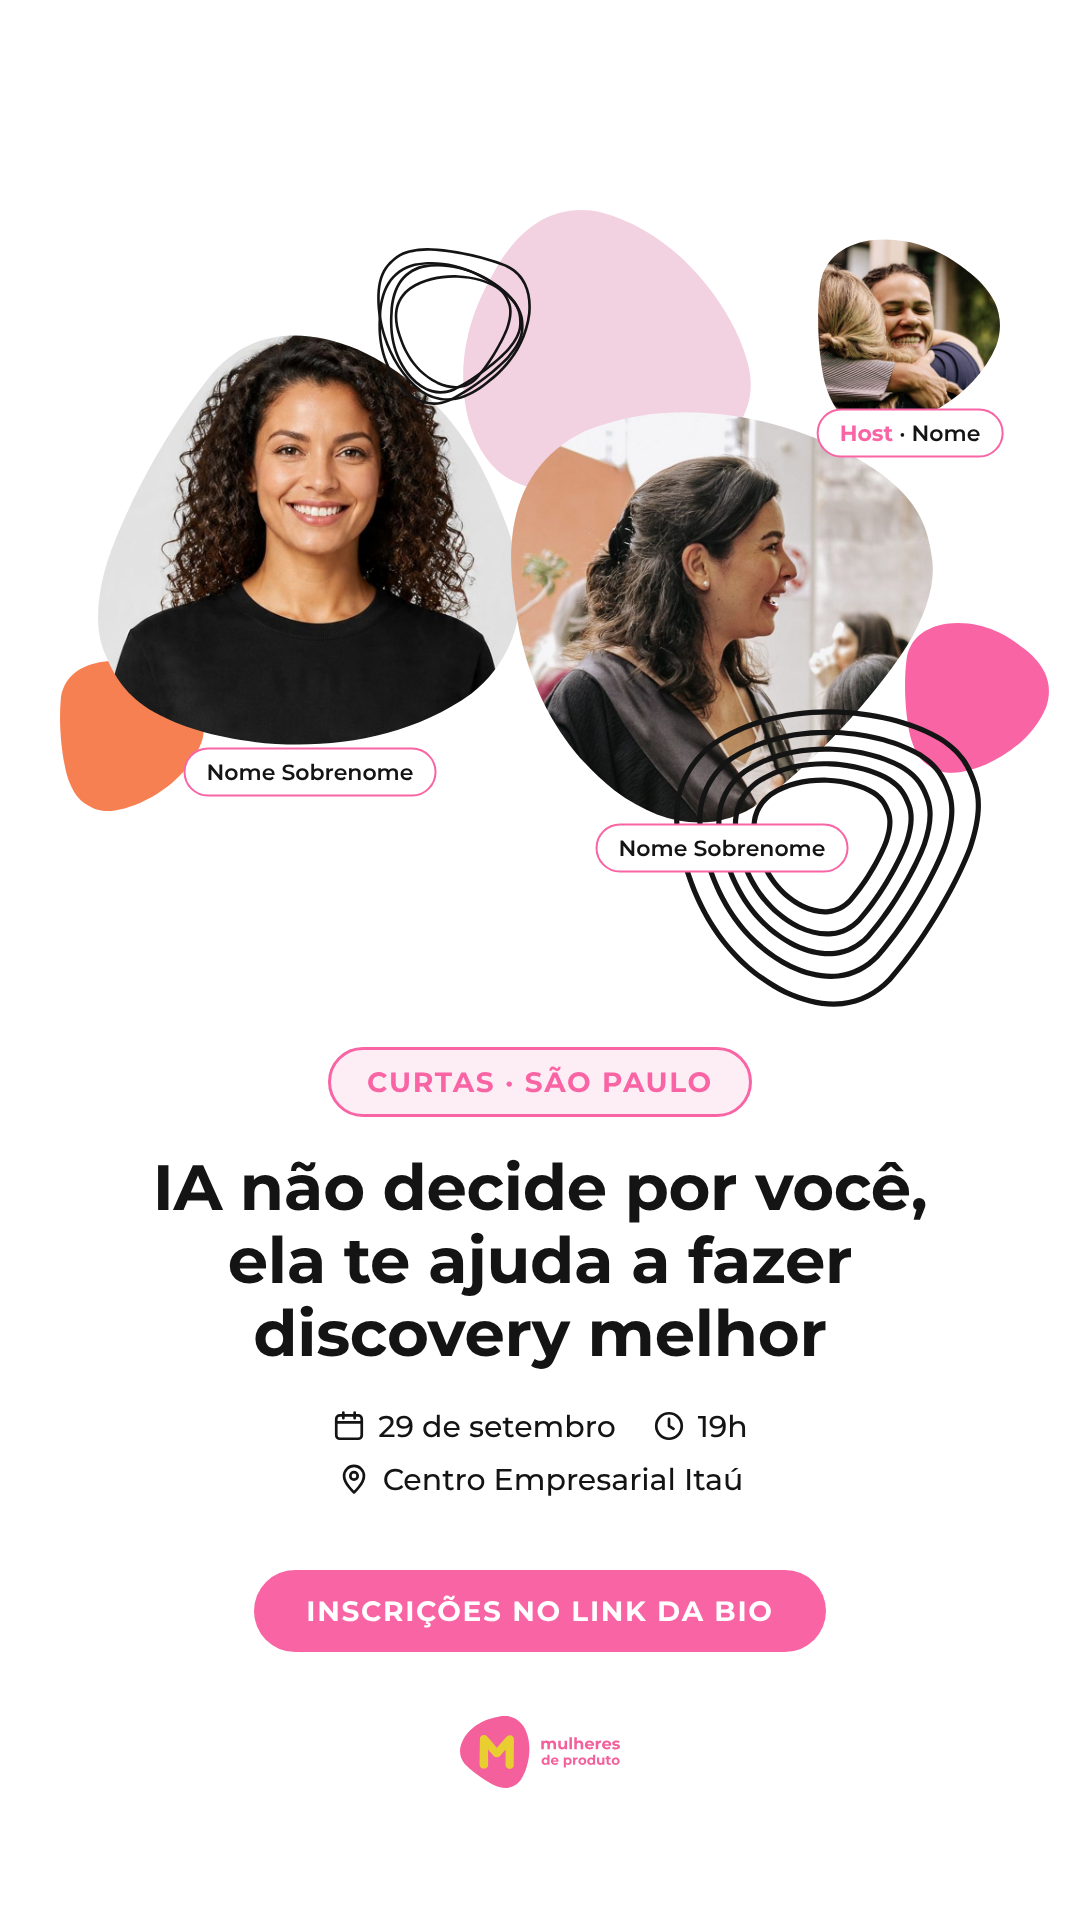 Host · Nome
Nome Sobrenome
Nome Sobrenome
CURTAS · SÃO PAULO
IA não decide por você,
ela te ajuda a fazer
discovery melhor
29 de setembro 19h
Centro Empresarial Itaú
INSCRIÇÕES NO LINK DA BIO
M
mulheres
de produto